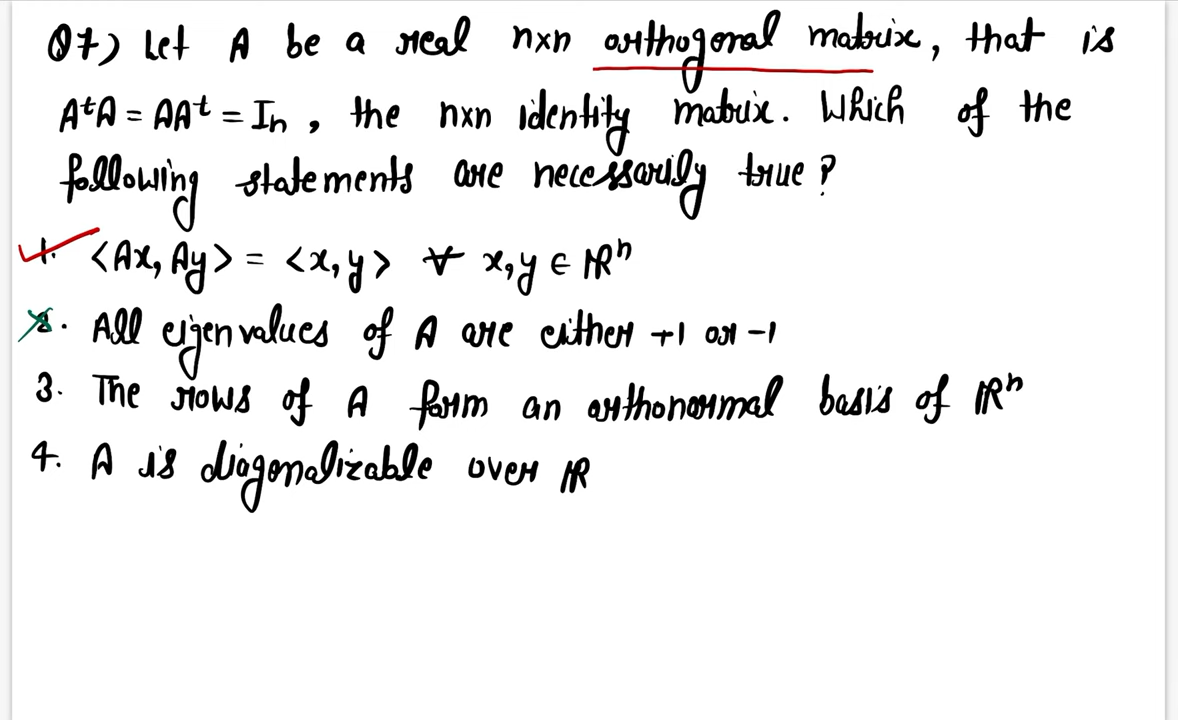 Q7) Let A be a real nxn orthogonal matrix, that is
AᵗA = AAᵗ = Iₙ, the nxn identity matrix. Which of the
following statements are necessarily true?
1. <Ax, Ay> = <x, y> ∀ x,y ∈ ℝⁿ
2. All eigenvalues of A are either +1 or -1
3. The rows of A form an orthonormal basis of ℝⁿ
4. A is diagonalizable over ℝ